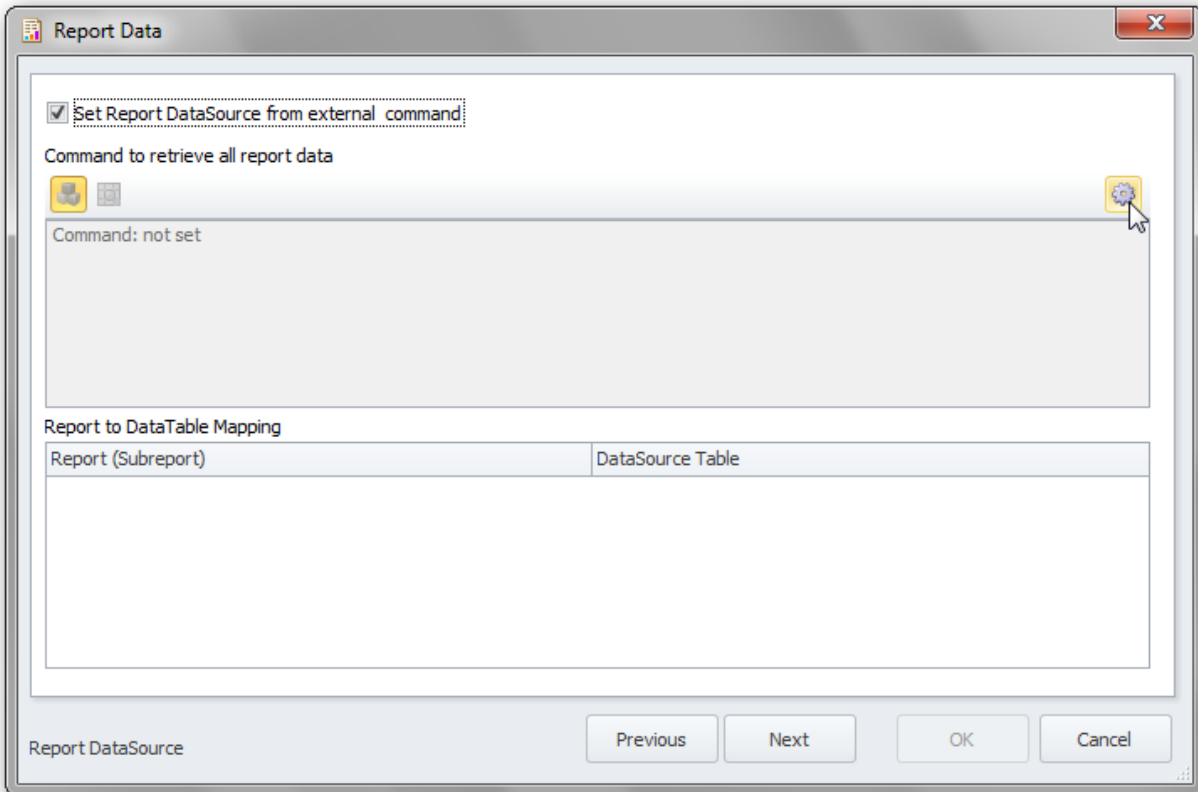 Report Data
Set Report DataSource from external  command
Command to retrieve all report data
Command: not set
Report to DataTable Mapping
Report (Subreport) DataSource Table
Report DataSource Previous Next OK Cancel